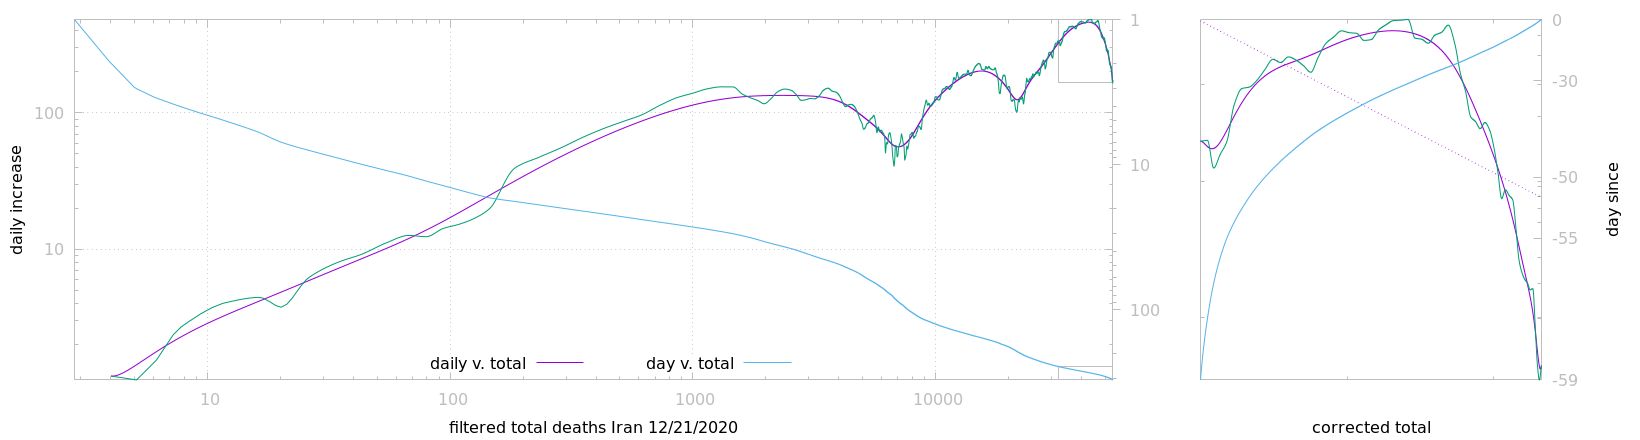 daily increase
100
10
daily v. total
day v. total
10
100
1000
10000
filtered total deaths Iran 12/21/2020
1
10
100
0
-30
-50
-55
-59
day since
corrected total